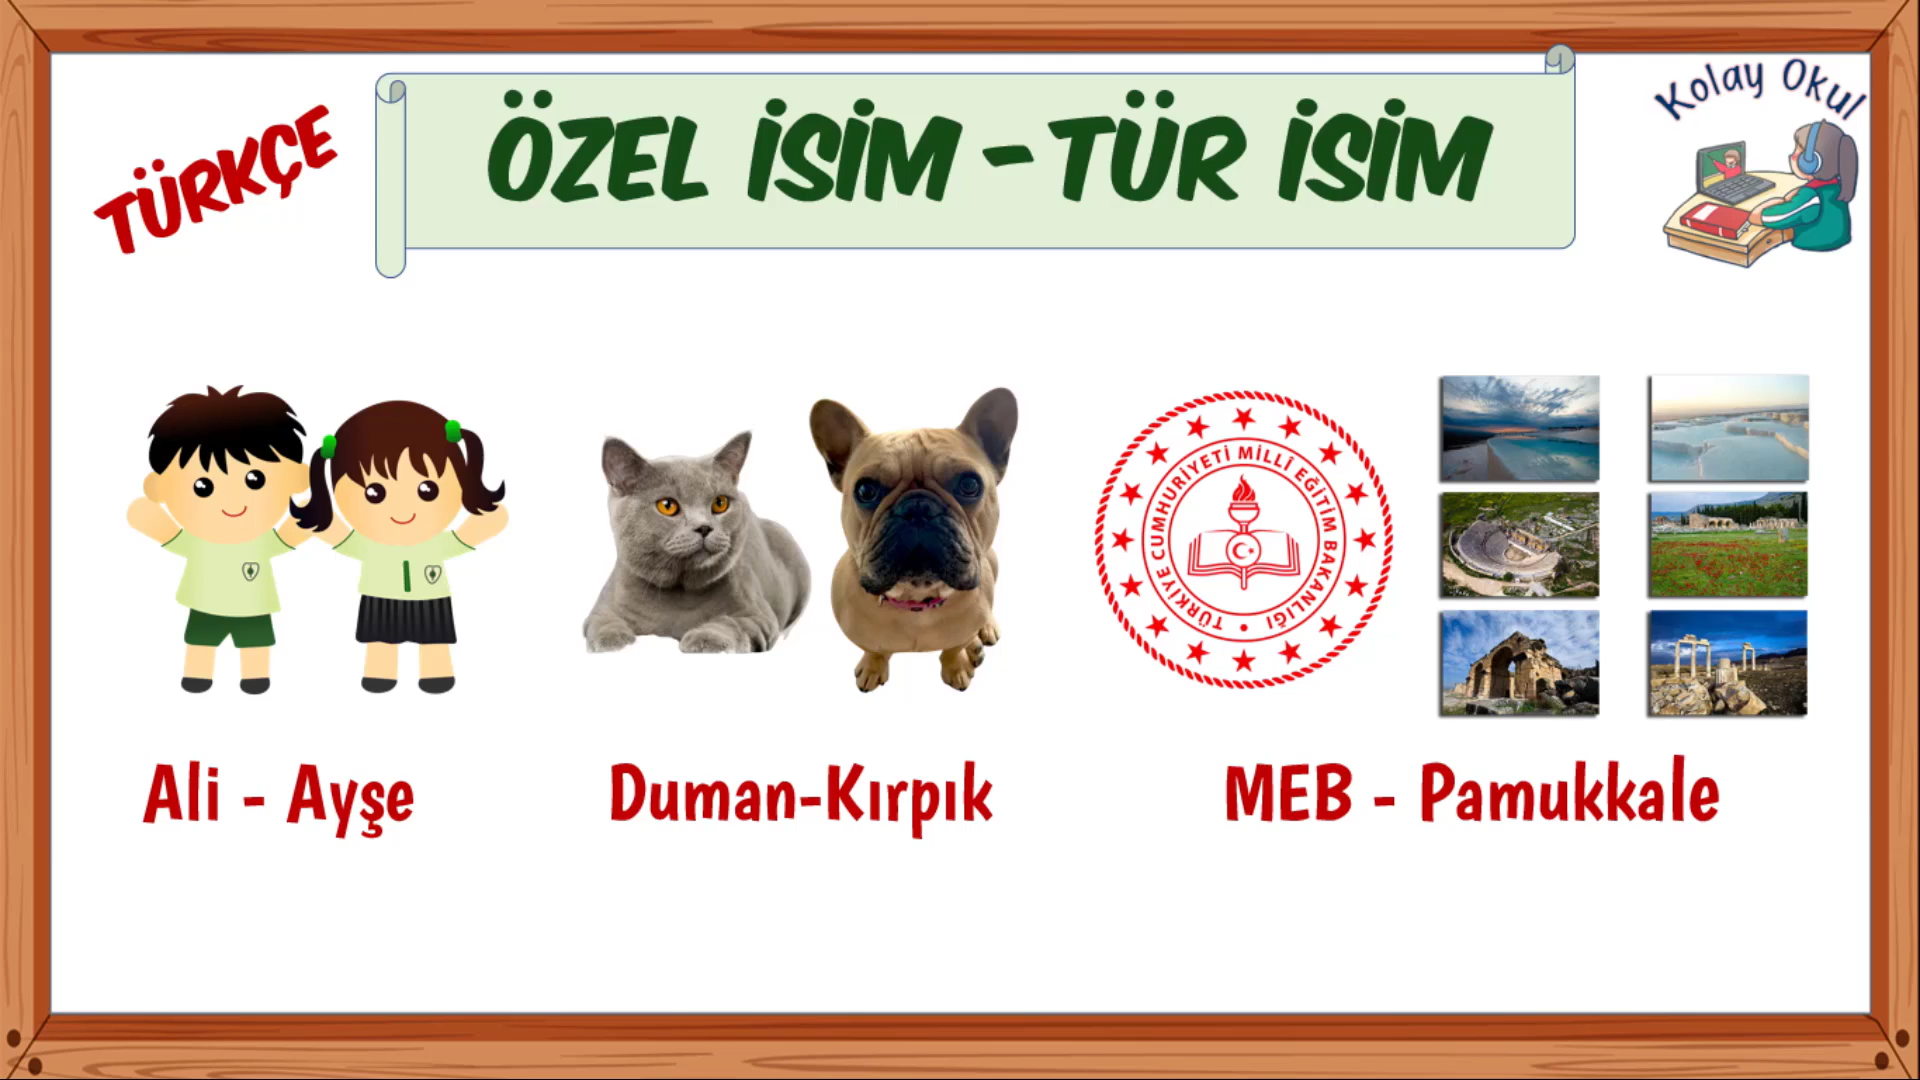 TÜRKÇE
ÖZEL İSİM - TÜR İSİM
Kolay Okul
TÜRKİYE CUMHURİYETİ MİLLÎ EĞİTİM BAKANLIĞI
Ali - Ayşe
Duman-Kırpık
MEB - Pamukkale